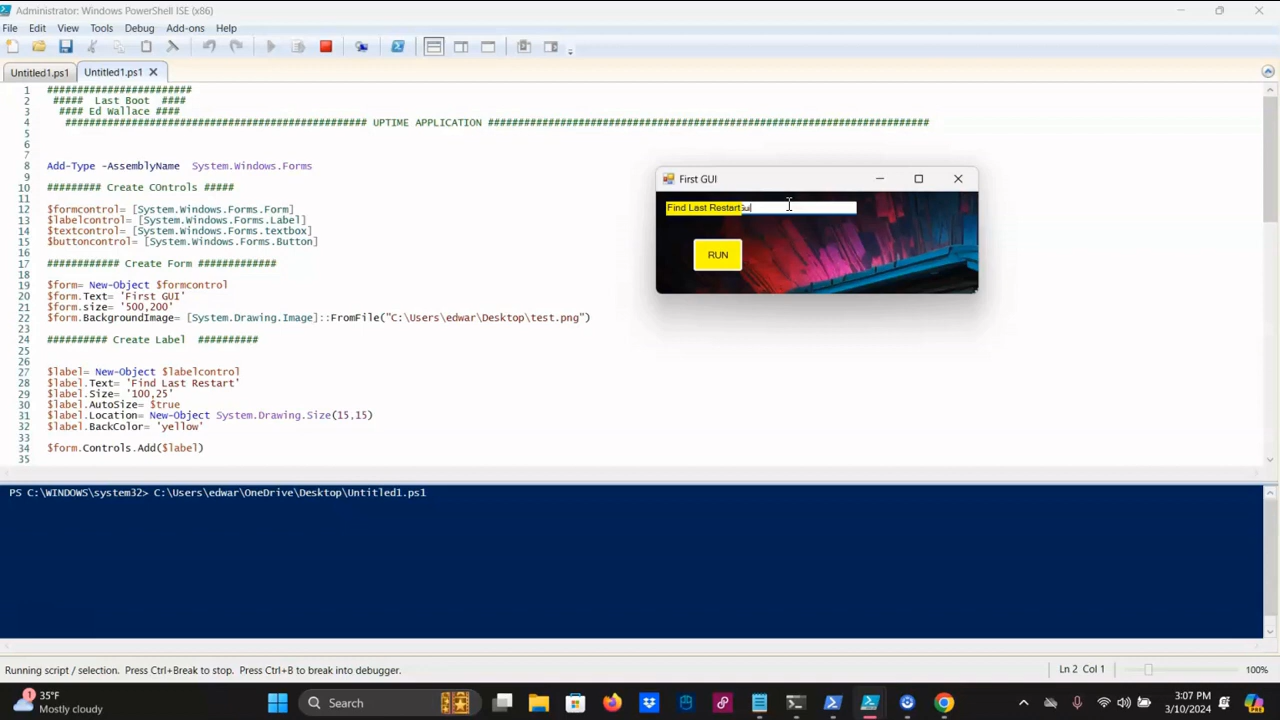 Administrator: Windows PowerShell ISE (x86)
File Edit View Tools Debug Add-ons Help
Untitled1.ps1 Untitled1.ps1
1 ########################
2 ##### Last Boot ####
3 #### Ed Wallace ####
4 ################################################## UPTIME APPLICATION #########################################################################
5
6
7
8 Add-Type -AssemblyName System.Windows.Forms
9
10 ######### Create COntrols #####
11
12 $formcontrol= [System.Windows.Forms.Form]
13 $labelcontrol= [System.Windows.Forms.Label]
14 $textcontrol= [System.Windows.Forms.textbox]
15 $buttoncontrol= [System.Windows.Forms.Button]
16
17 ############ Create Form #############
18
19 $form= New-Object $formcontrol
20 $form.Text= 'First GUI'
21 $form.size= '500,200'
22 $form.BackgroundImage= [System.Drawing.Image]::FromFile("C:\Users\edwar\Desktop\test.png")
23
24 ########## Create Label ##########
25
26
27 $label= New-Object $labelcontrol
28 $label.Text= 'Find Last Restart'
29 $label.Size= '100,25'
30 $label.AutoSize= $true
31 $label.Location= New-Object System.Drawing.Size(15,15)
32 $label.BackColor= 'yellow'
33
34 $form.Controls.Add($label)
35
First GUI
Find Last Restart
RUN
PS C:\WINDOWS\system32> C:\Users\edwar\OneDrive\Desktop\Untitled1.ps1
Running script / selection. Press Ctrl+Break to stop. Press Ctrl+B to break into debugger.
Ln 2 Col 1
100%
1
35°F
Mostly cloudy
Search
3:07 PM
3/10/2024
PRE